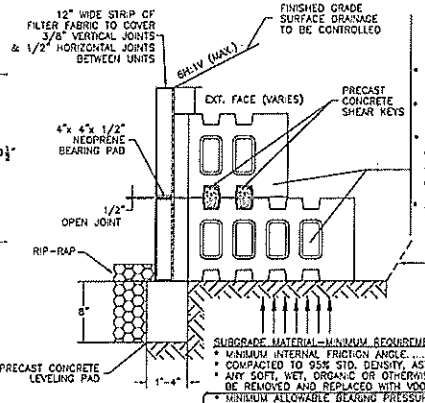 12" WIDE STRIP OF
FILTER FABRIC TO COVER
3/8" VERTICAL JOINTS
& 1/2" HORIZONTAL JOINTS
BETWEEN UNITS
FINISHED GRADE
SURFACE DRAINAGE
TO BE CONTROLLED
6H:1V (MAX.)
EXT. FACE (VARIES)
PRECAST
CONCRETE
SHEAR KEYS
4"x 4"x 1/2"
NEOPRENE
BEARING PAD
1/2"
OPEN JOINT
RIP-RAP
8"
PRECAST CONCRETE
LEVELING PAD
1'-4"
SUBGRADE MATERIAL-MINIMUM REQUIREME
* MINIMUM INTERNAL FRICTION ANGLE....
* COMPACTED TO 95% STD. DENSITY, AS
* ANY SOFT, WET, ORGANIC OR OTHERWIS
BE REMOVED AND REPLACED WITH
* MINIMUM ALLOWABLE BEARING PRESSUR